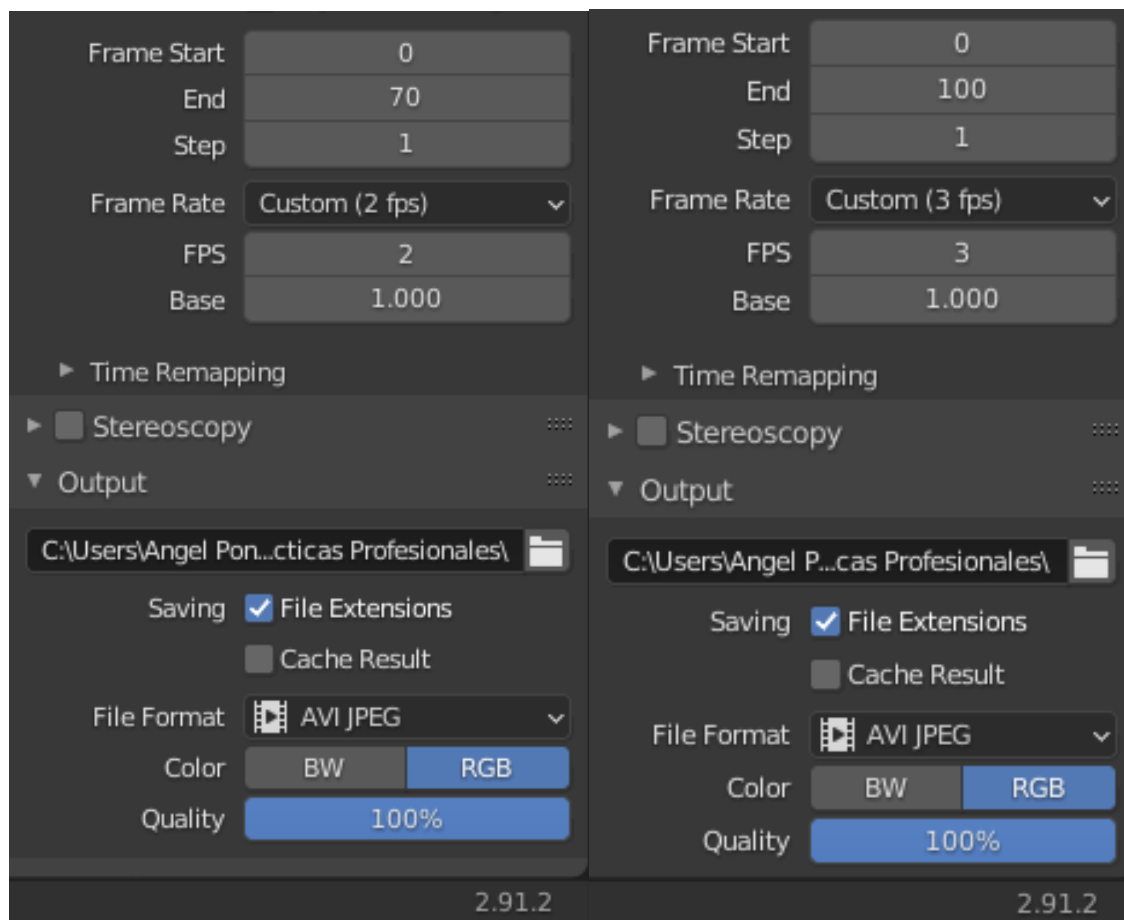 Frame Start 0
End 70
Step 1
Frame Rate Custom (2 fps)
FPS 2
Base 1.000
Time Remapping
Stereoscopy
Output
C:\Users\Angel Pon...cticas Profesionales\
Saving File Extensions
Cache Result
File Format AVI JPEG
Color BW RGB
Quality 100%
2.91.2
Frame Start 0
End 100
Step 1
Frame Rate Custom (3 fps)
FPS 3
Base 1.000
Time Remapping
Stereoscopy
Output
C:\Users\Angel P...cas Profesionales\
Saving File Extensions
Cache Result
File Format AVI JPEG
Color BW RGB
Quality 100%
2.91.2